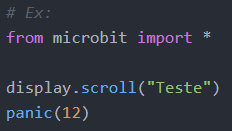 # Ex:
from microbit import *
display.scroll("Teste")
panic(12)